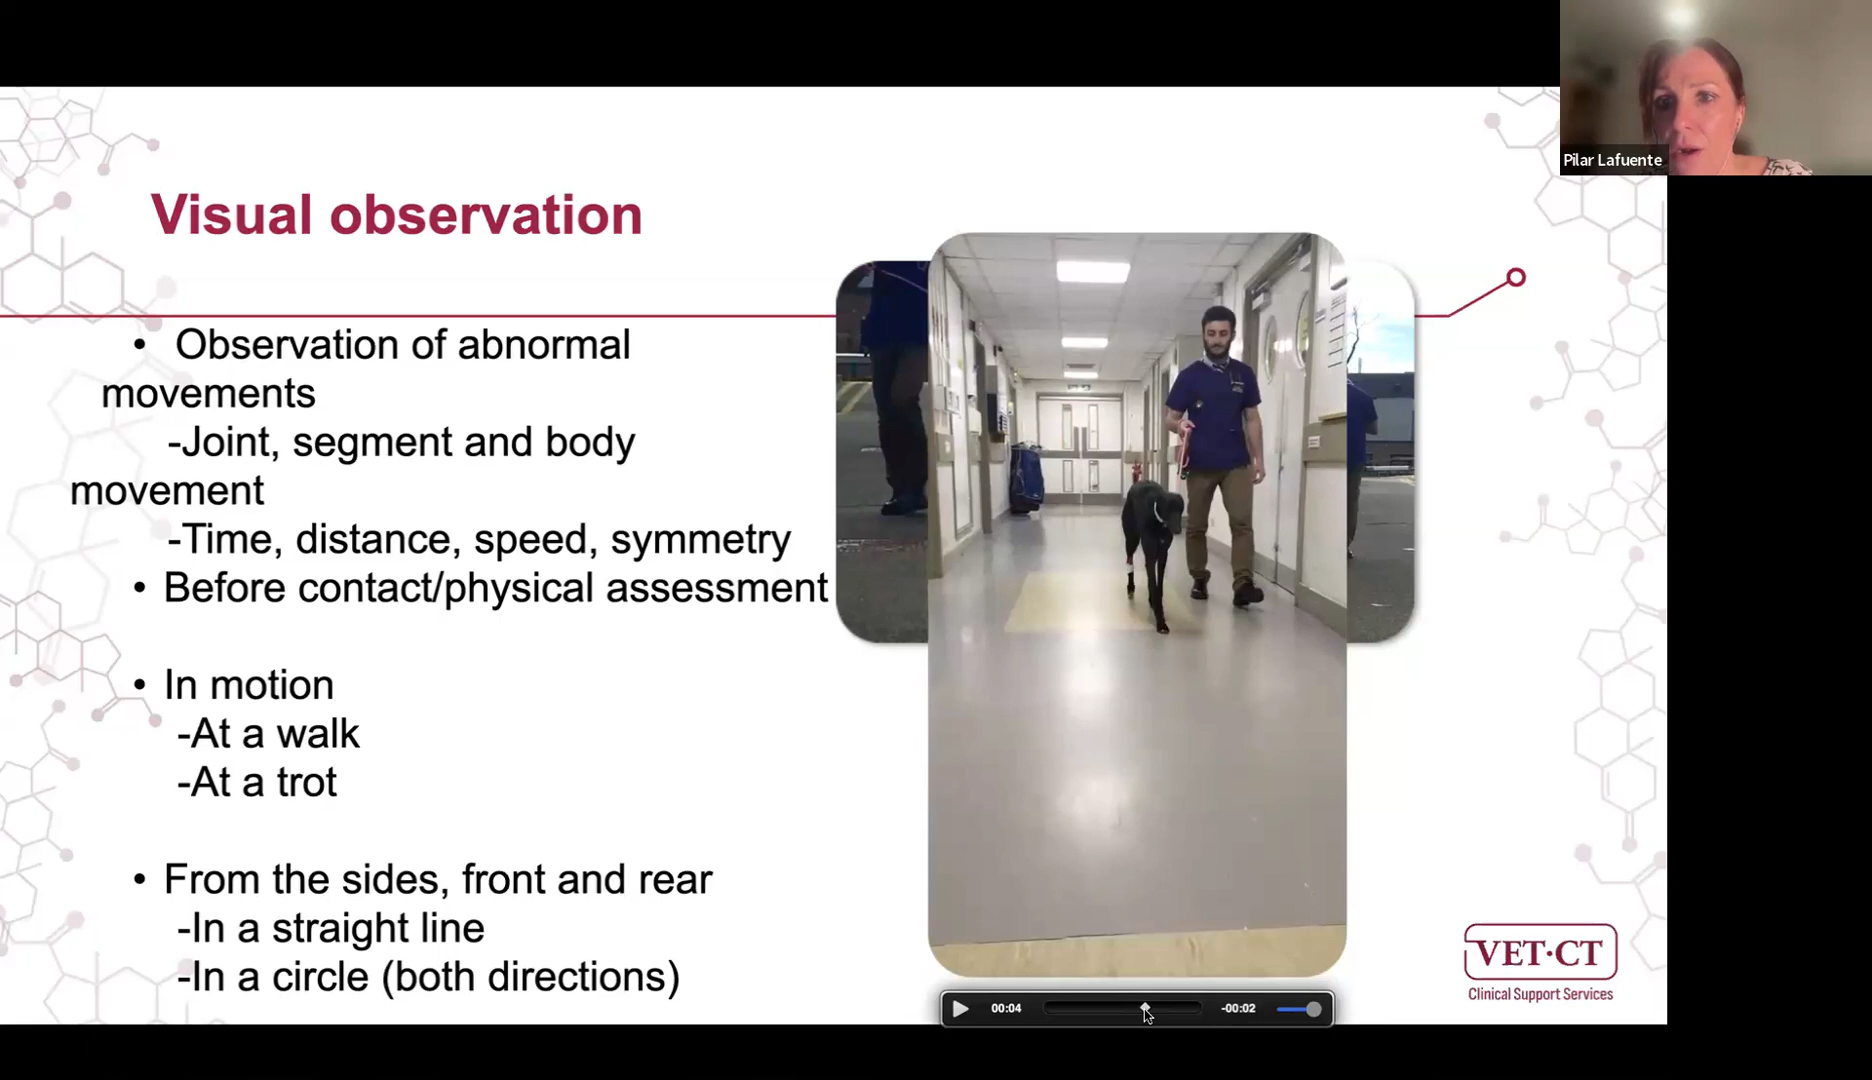 Pilar Lafuente
Visual observation
• Observation of abnormal
movements
-Joint, segment and body
movement
-Time, distance, speed, symmetry
• Before contact/physical assessment
• In motion
-At a walk
-At a trot
• From the sides, front and rear
-In a straight line
-In a circle (both directions)
VET·CT
Clinical Support Services
00:04
-00:02